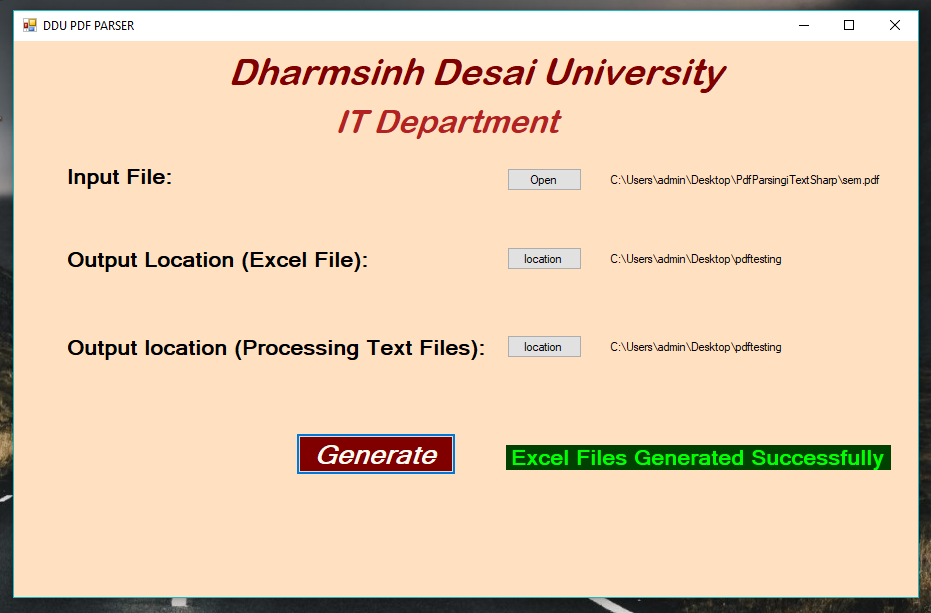 DDU PDF PARSER
Dharmsinh Desai University
IT Department
Input File:
Open
C:\Users\admin\Desktop\PdfParsingiTextSharp\sem.pdf
Output Location (Excel File):
location
C:\Users\admin\Desktop\pdftesting
Output location (Processing Text Files):
location
C:\Users\admin\Desktop\pdftesting
Generate
Excel Files Generated Successfully